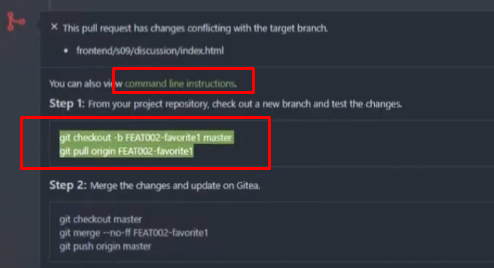 × This pull request has changes conflicting with the target branch.
• frontend/s09/discussion/index.html
You can also view command line instructions.
Step 1: From your project repository, check out a new branch and test the changes.
git checkout -b FEAT002-favorite1 master
git pull origin FEAT002-favorite1
Step 2: Merge the changes and update on Gitea.
git checkout master
git merge --no-ff FEAT002-favorite1
git push origin master